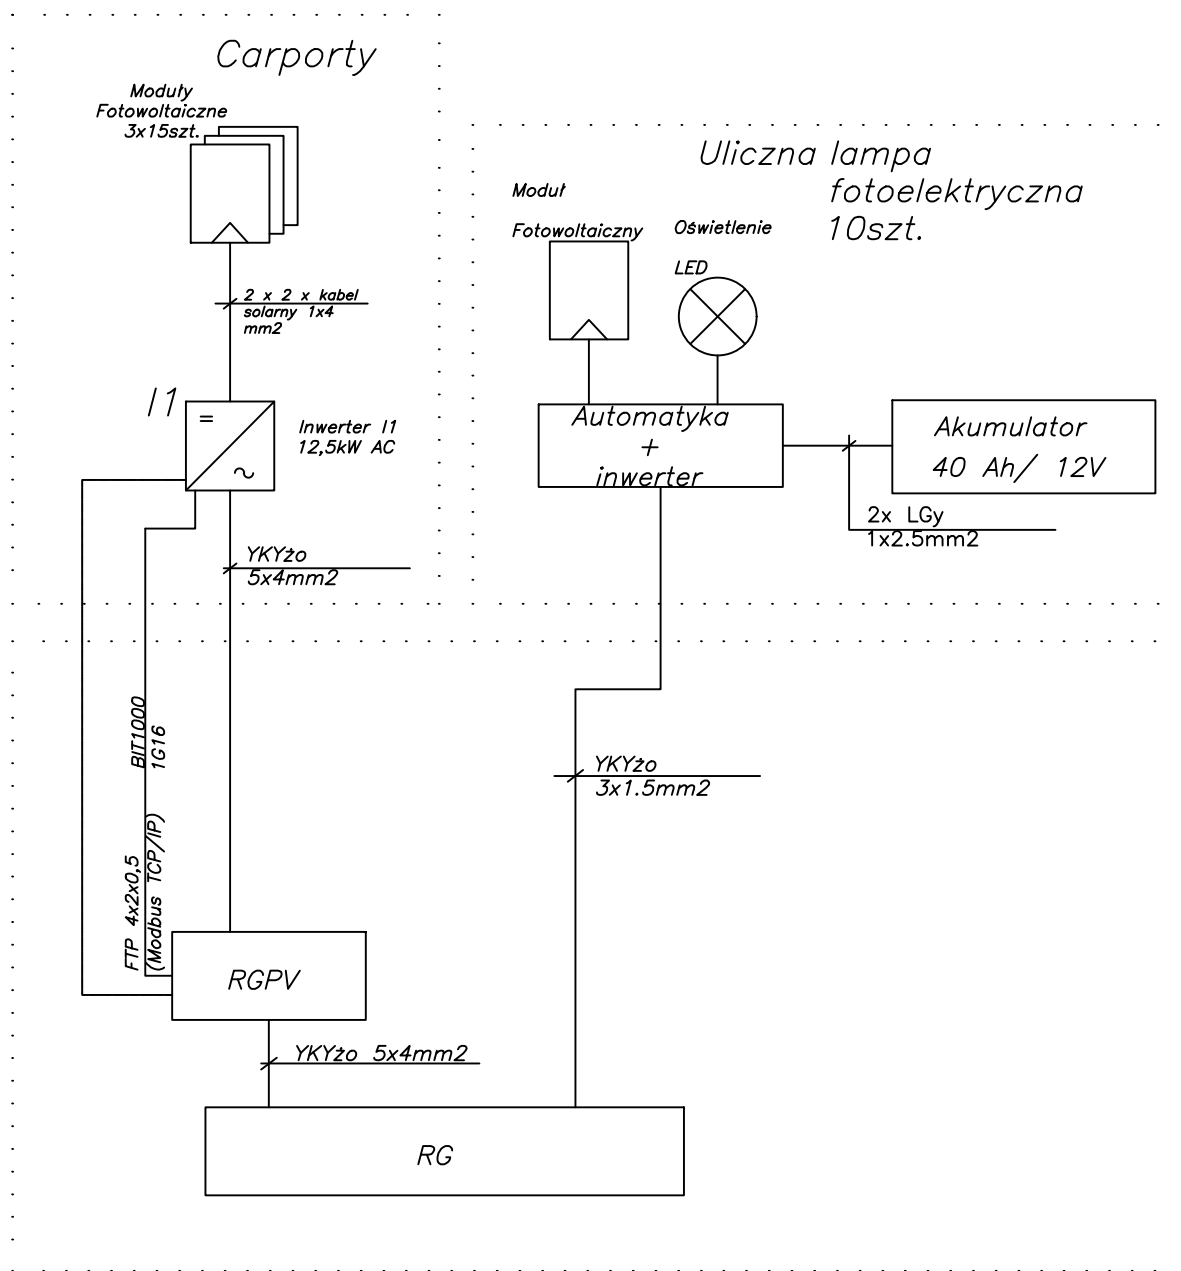 Carporty
Moduły
Fotowoltaiczne
3x15szt.
2 x 2 x kabel
solarny 1x4
mm2
I1
=
~
Inwerter I1
12,5kW AC
YKYżo
5x4mm2
Uliczna lampa
fotoelektryczna
10szt.
Moduł
Fotowoltaiczny
Oświetlenie
LED
Automatyka
+
inwerter
Akumulator
40 Ah/ 12V
2x LGy
1x2.5mm2
BIT1000
1G16
FTP 4x2x0,5
(Modbus TCP/IP)
YKYżo
3x1.5mm2
RGPV
YKYżo 5x4mm2
RG